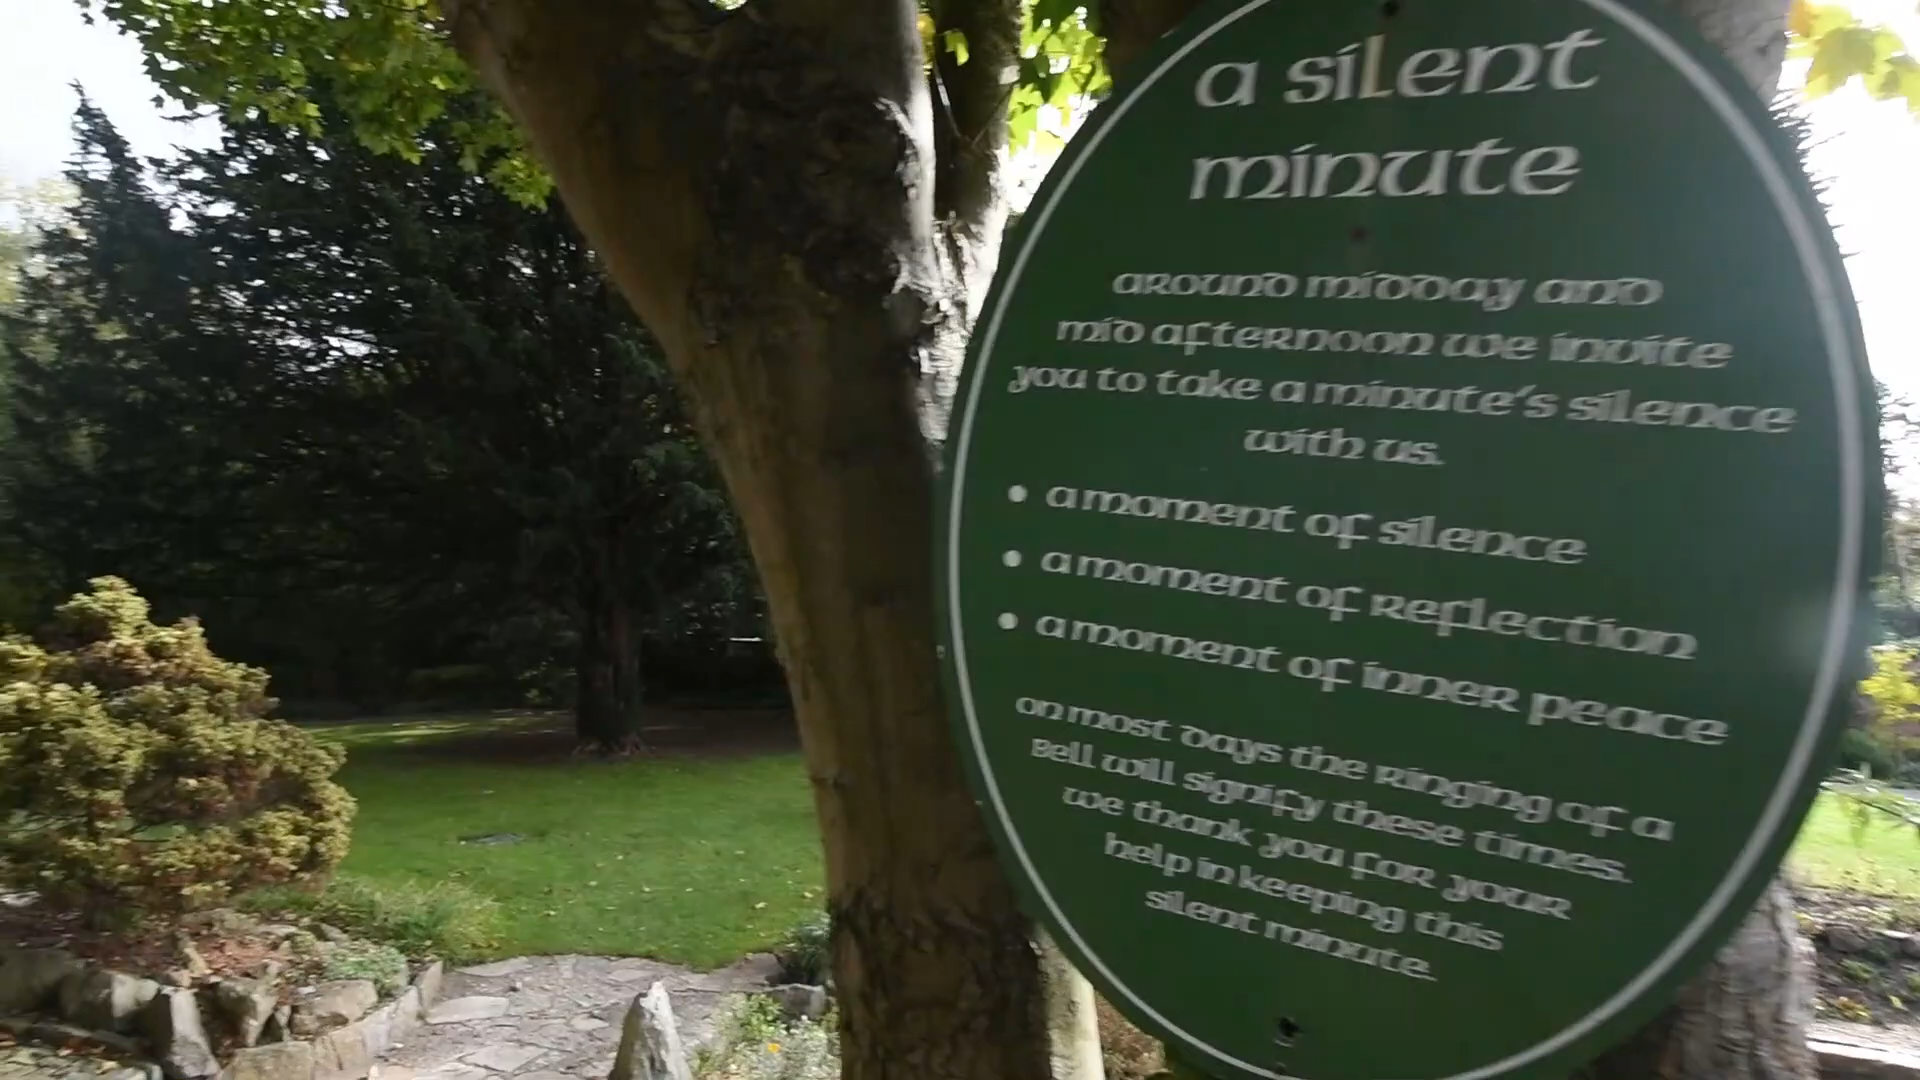 a silent
minute
around midday and
mid afternoon we invite
you to take a minute's silence
with us.
• a moment of silence
• a moment of reflection
• a moment of inner peace
on most days the ringing of a
Bell will signify these times.
we thank you for your
help in keeping this
silent minute.